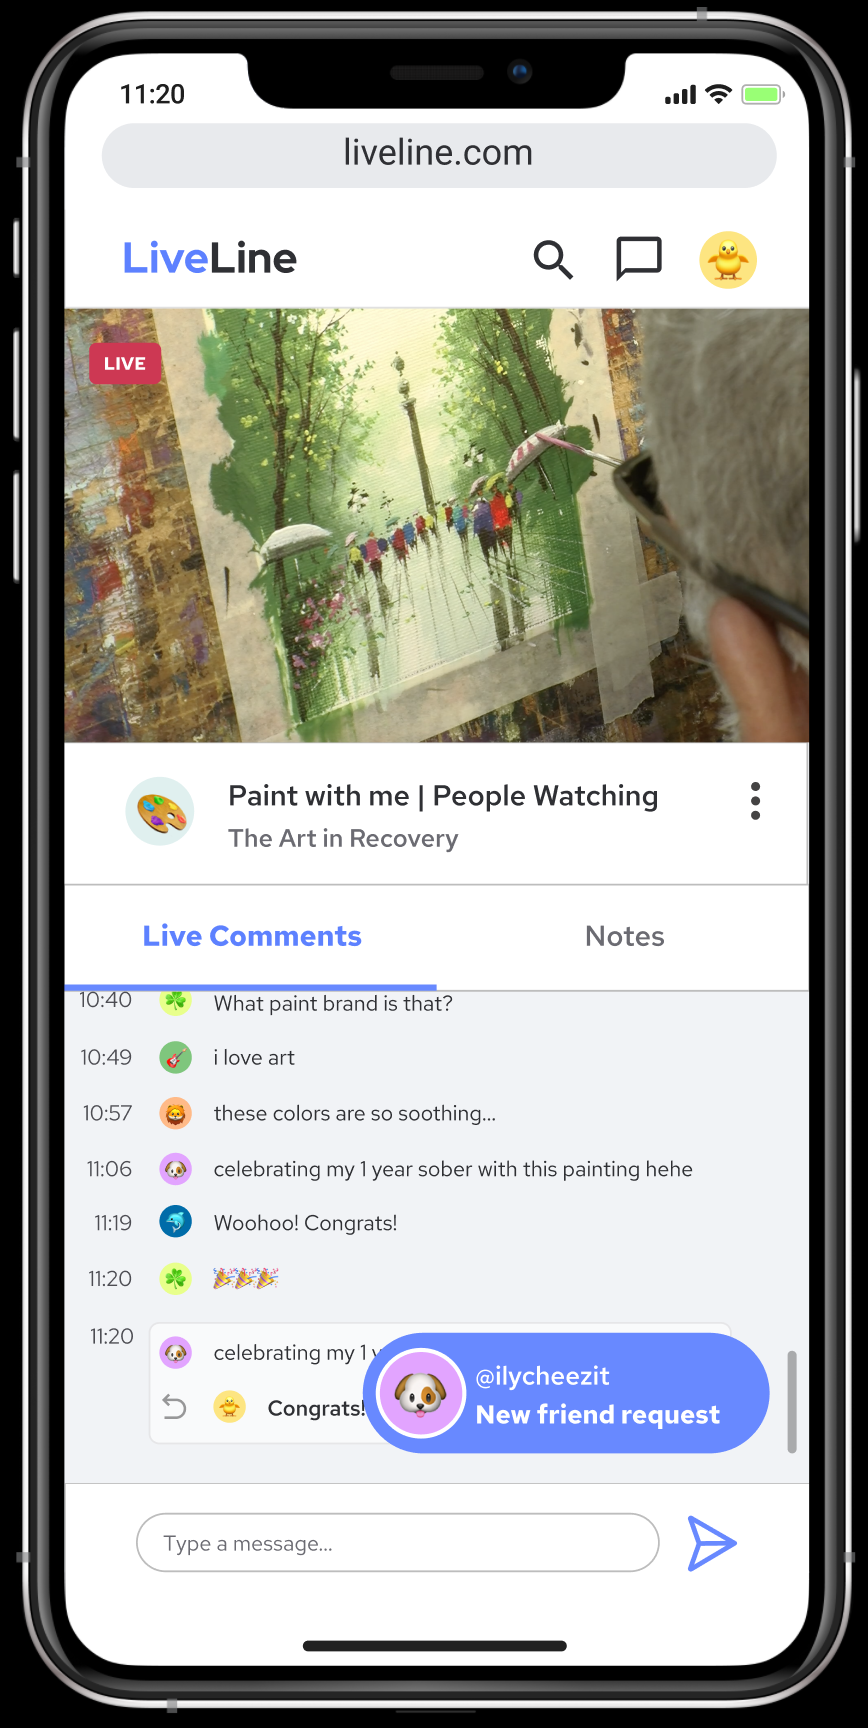 11:20
liveline.com
LiveLine
LIVE
Paint with me | People Watching
The Art in Recovery
Live Comments
Notes
10:40 What paint brand is that?
10:49 i love art
10:57 these colors are so soothing...
11:06 celebrating my 1 year sober with this painting hehe
11:19 Woohoo! Congrats!
11:20 🎉🎉🎉
11:20 celebrating my 1 y
Congrats!
@ilycheezit
New friend request
Type a message...